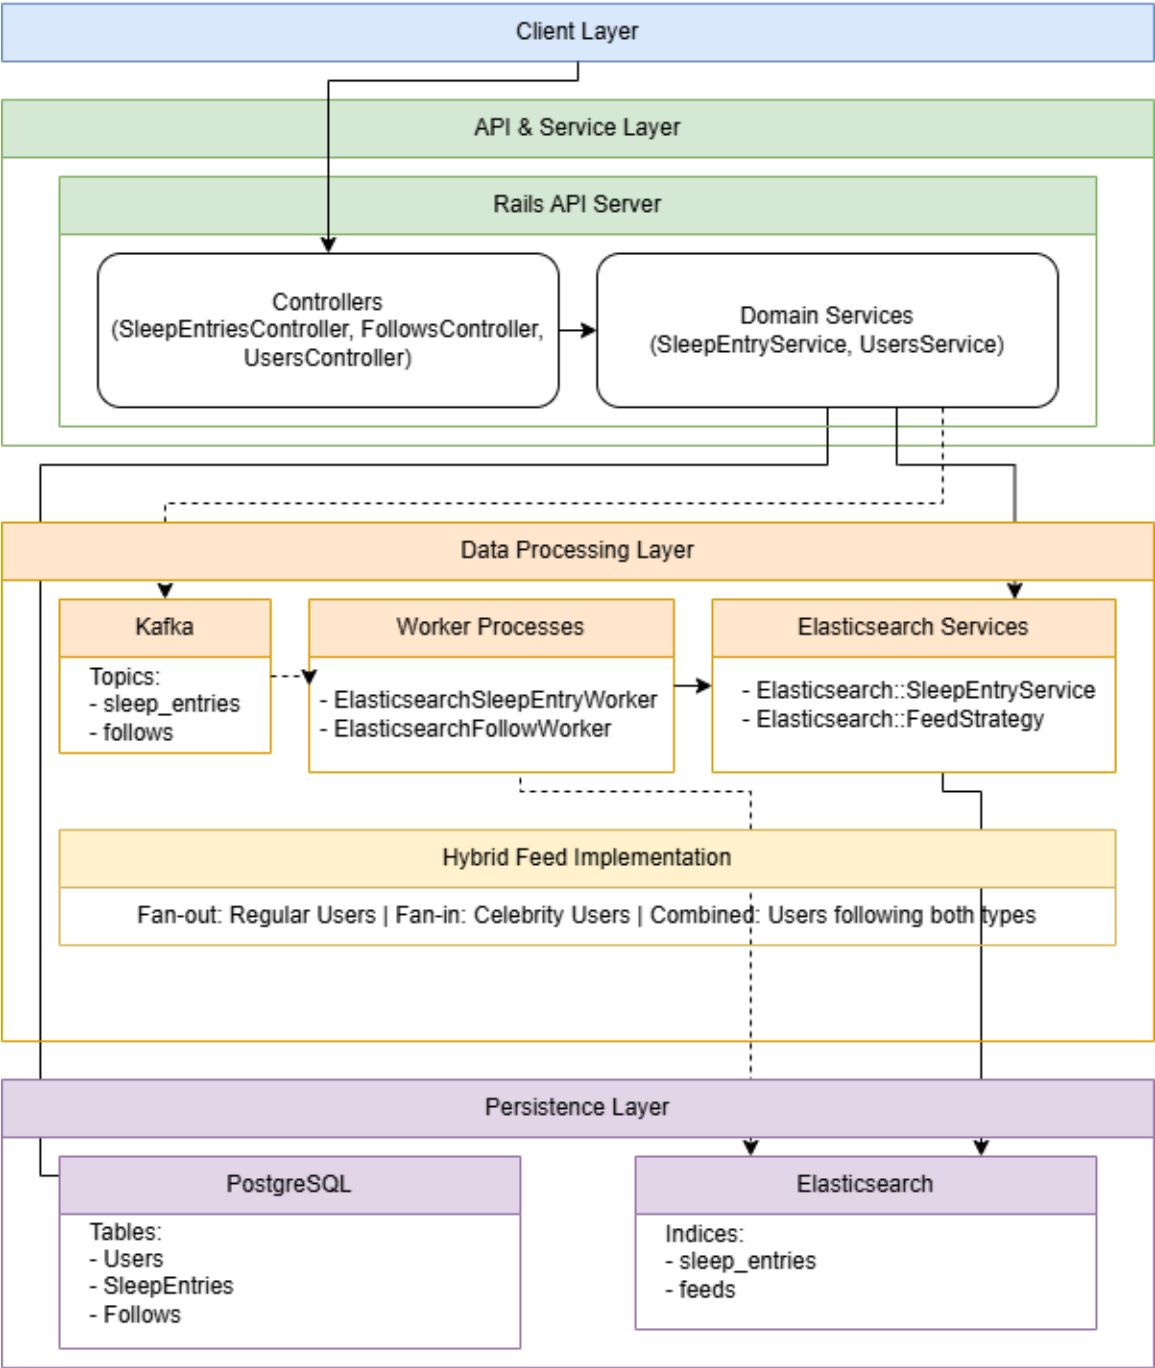 Client Layer
API & Service Layer
Rails API Server
Controllers
(SleepEntriesController, FollowsController,
UsersController)
Domain Services
(SleepEntryService, UsersService)
Data Processing Layer
Kafka
Topics:
- sleep_entries
- follows
Worker Processes
- ElasticsearchSleepEntryWorker
- ElasticsearchFollowWorker
Elasticsearch Services
- Elasticsearch::SleepEntryService
- Elasticsearch::FeedStrategy
Hybrid Feed Implementation
Fan-out: Regular Users | Fan-in: Celebrity Users | Combined: Users following both types
Persistence Layer
PostgreSQL
Tables:
- Users
- SleepEntries
- Follows
Elasticsearch
Indices:
- sleep_entries
- feeds